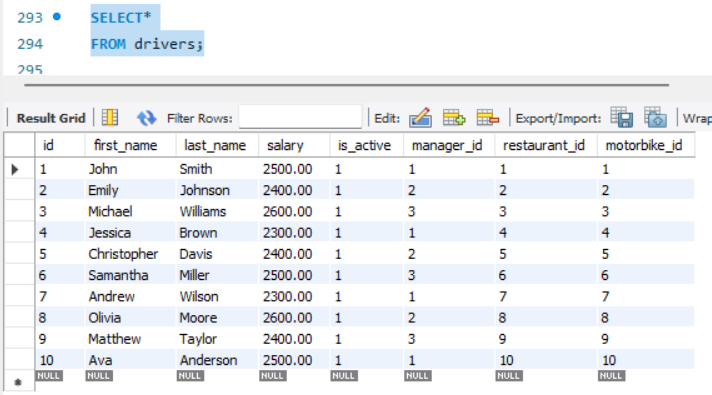 293 SELECT*
294 FROM drivers;
295
Result Grid Filter Rows: Edit: Export/Import: Wrap
id first_name last_name salary is_active manager_id restaurant_id motorbike_id
1 John Smith 2500.00 1 1 1 1
2 Emily Johnson 2400.00 1 2 2 2
3 Michael Williams 2600.00 1 3 3 3
4 Jessica Brown 2300.00 1 1 4 4
5 Christopher Davis 2400.00 1 2 5 5
6 Samantha Miller 2500.00 1 3 6 6
7 Andrew Wilson 2300.00 1 1 7 7
8 Olivia Moore 2600.00 1 2 8 8
9 Matthew Taylor 2400.00 1 3 9 9
10 Ava Anderson 2500.00 1 1 10 10
NULL NULL NULL NULL NULL NULL NULL NULL